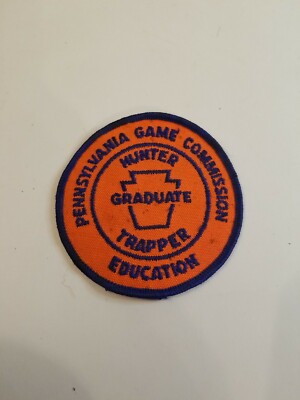 PENNSYLVANIA GAME COMMISSION
HUNTER
GRADUATE
TRAPPER
EDUCATION